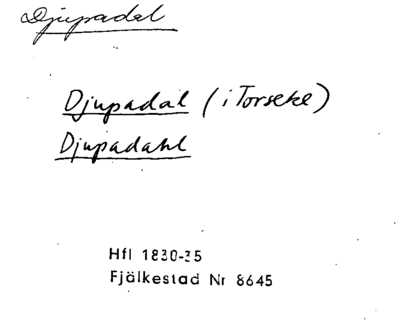 Djupadal
Djupadal (i Torseke)
Djupadahl
Hfl 1830-35
Fjälkestad Nr 8645